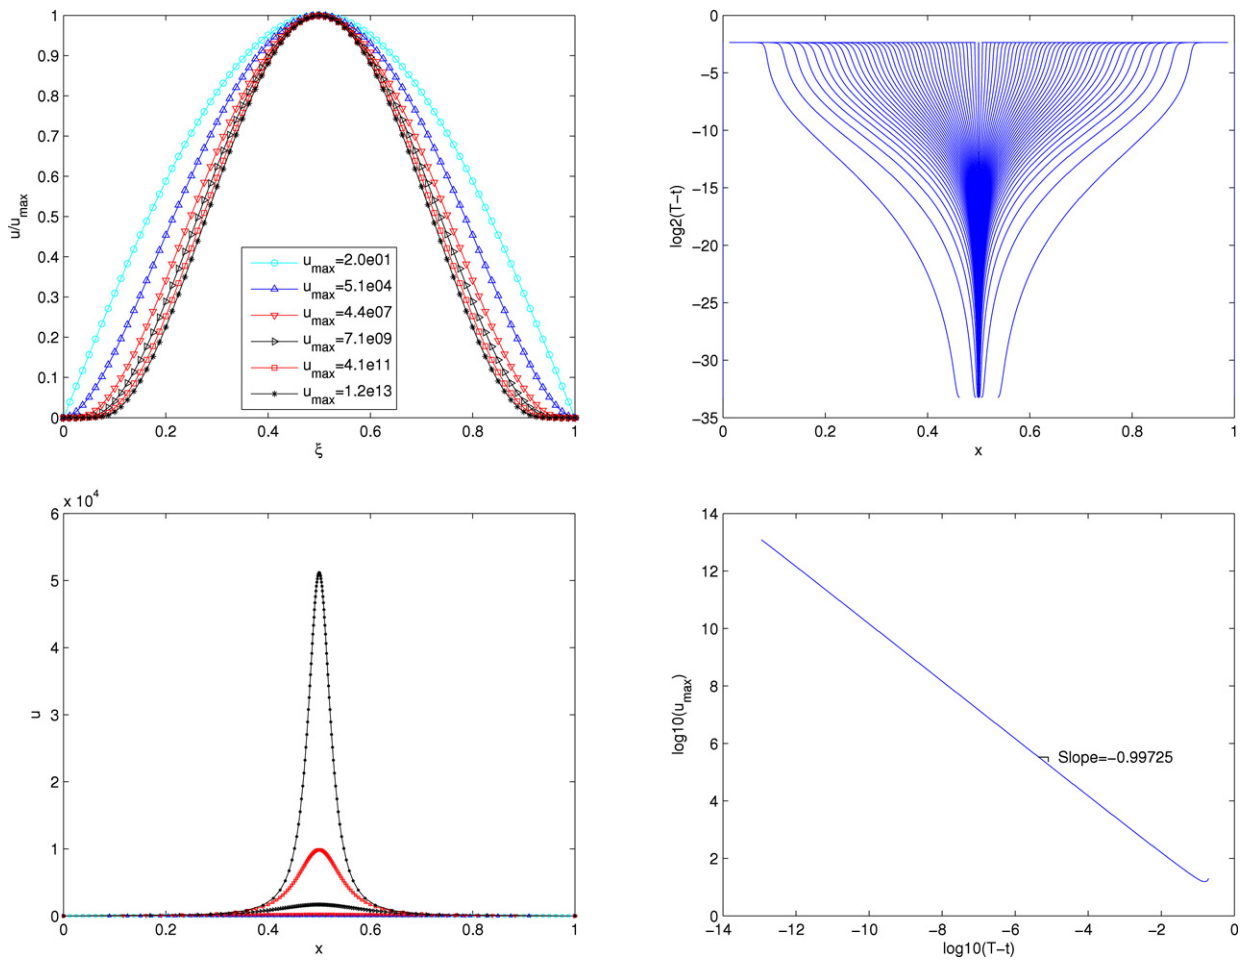 1
0.9
0.8
0.7
0.6
0.5
0.4
0.3
0.2
0.1
0
u/u_max
u_max=2.0e01
u_max=5.1e04
u_max=4.4e07
u_max=7.1e09
u_max=4.1e11
u_max=1.2e13
0 0.2 0.4 0.6 0.8 1
ξ
0
−5
−10
−15
−20
−25
−30
−35
log2(T−t)
0 0.2 0.4 0.6 0.8 1
x
x 10^4
6
5
4
3
2
1
0
u
0 0.2 0.4 0.6 0.8 1
x
14
12
10
8
6
4
2
0
log10(u_max)
Slope=−0.99725
−14 −12 −10 −8 −6 −4 −2 0
log10(T−t)